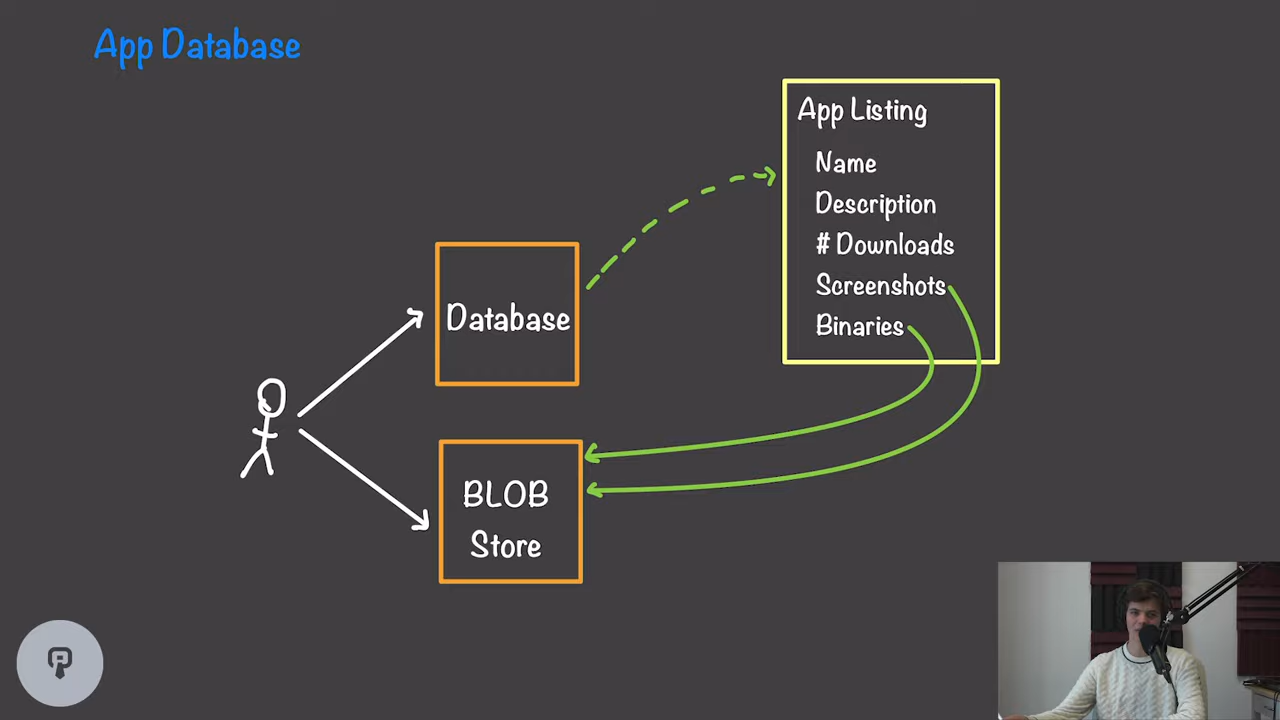 App Database
App Listing
Name
Description
# Downloads
Screenshots
Binaries
Database
BLOB
Store